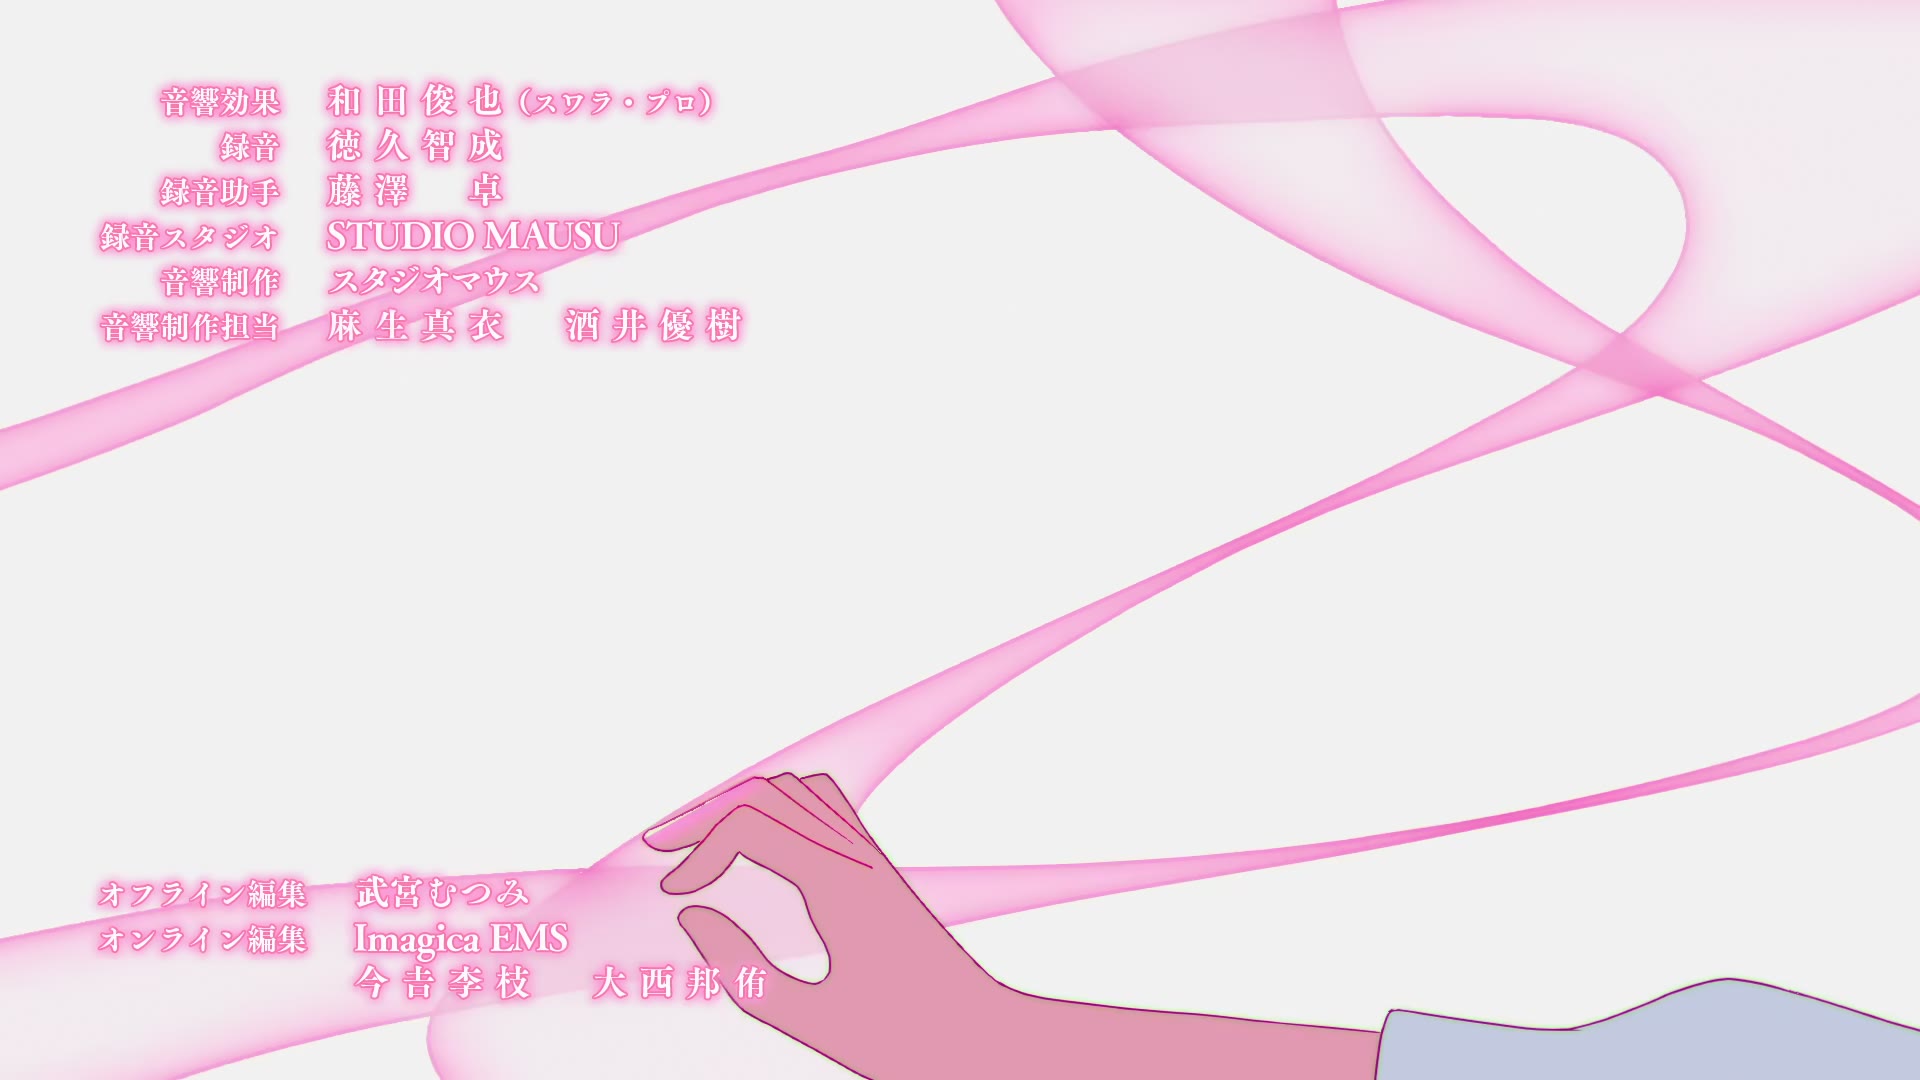 音響効果 和田俊也（スワラ・プロ）
録音 徳久智成
録音助手 藤澤 卓
録音スタジオ STUDIO MAUSU
音響制作 スタジオマウス
音響制作担当 麻生真衣 酒井優樹
オフライン編集 武宮むつみ
オンライン編集 Imagica EMS
今𠮷李枝 大西邦侑